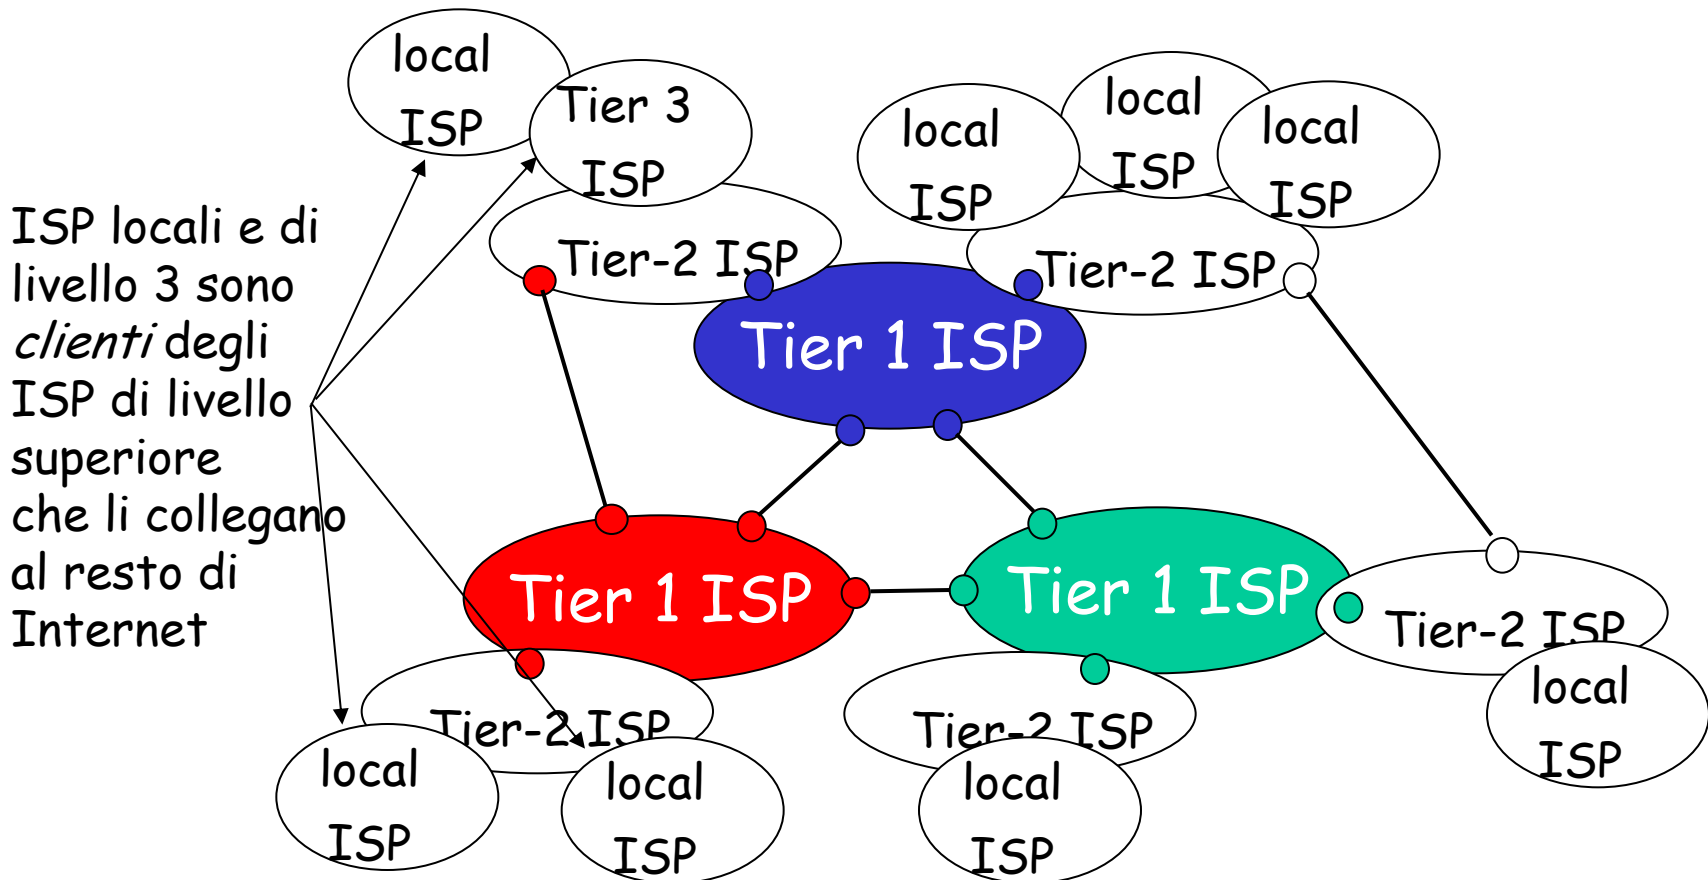 local
ISP
Tier 3
ISP
local
ISP
local
ISP
local
ISP
ISP locali e di
livello 3 sono
clienti degli
ISP di livello
superiore
che li collegano
al resto di
Internet
Tier-2 ISP
Tier-2 ISP
Tier 1 ISP
Tier 1 ISP
Tier 1 ISP
Tier-2 ISP
local
ISP
Tier-2 ISP
local
ISP
local
ISP
Tier-2 ISP
local
ISP